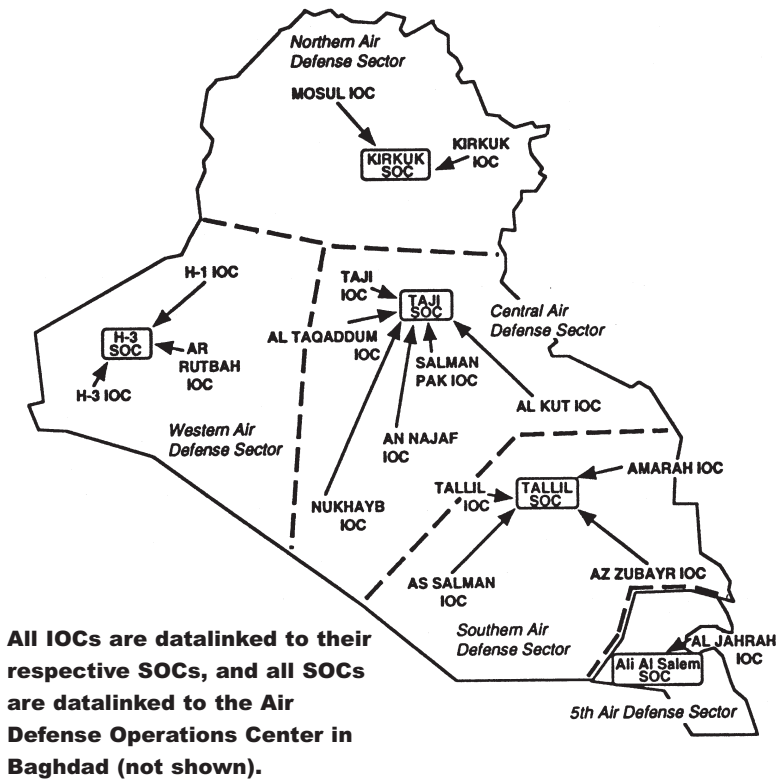 Northern Air
Defense Sector
MOSUL IOC
KIRKUK
IOC
KIRKUK
SOC
H-1 IOC
H-3
SOC
AR
RUTBAH
IOC
H-3 IOC
Western Air
Defense Sector
TAJI
IOC
TAJI
SOC
Central Air
Defense Sector
AL TAQADDUM
IOC
SALMAN
PAK IOC
AL KUT IOC
AN NAJAF
IOC
NUKHAYB
IOC
AMARAH IOC
TALLIL
IOC
TALLIL
SOC
AS SALMAN
IOC
AZ ZUBAYR IOC
Southern Air
Defense Sector
AL JAHRAH
IOC
Ali Al Salem
SOC
5th Air Defense Sector
All IOCs are datalinked to their
respective SOCs, and all SOCs
are datalinked to the Air
Defense Operations Center in
Baghdad (not shown).